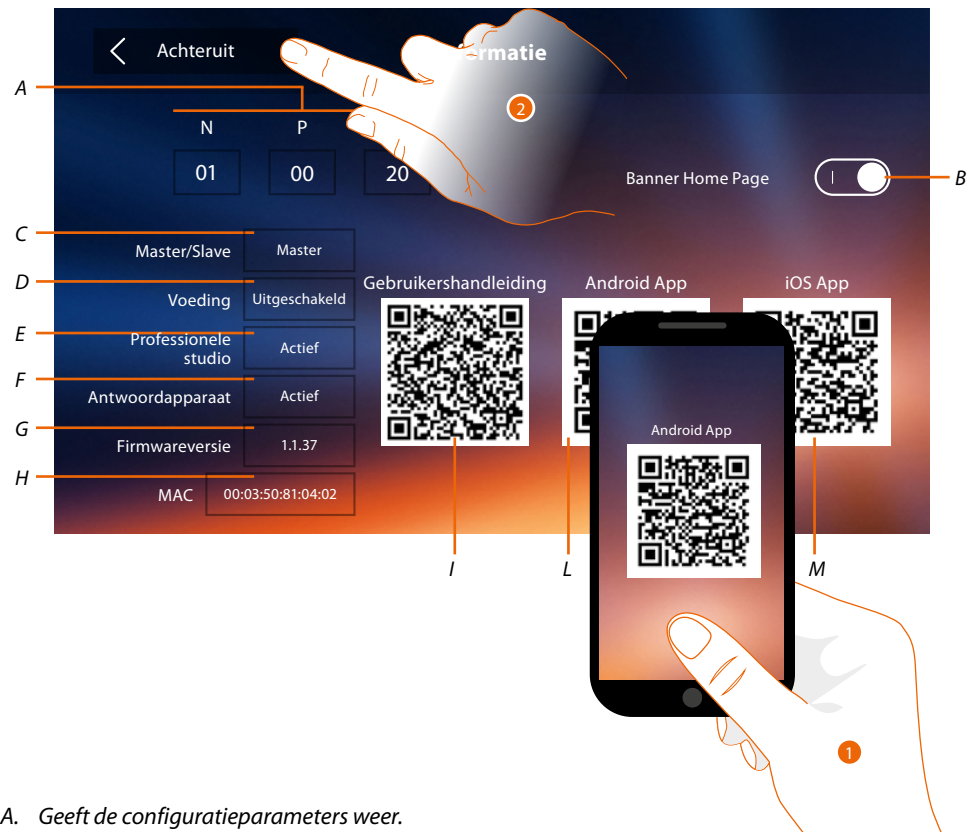 Achteruit
formatie
A
2
N P
01 00 20
Banner Home Page
B
C
Master/Slave Master
D
Voeding Uitgeschakeld
Gebruikershandleiding Android App iOS App
E
Professionele
studio
Actief
F
Antwoordapparaat Actief
G
Firmwareversie 1.1.37
Android App
H
MAC 00:03:50:81:04:02
I L M
1
A. Geeft de configuratieparameters weer.